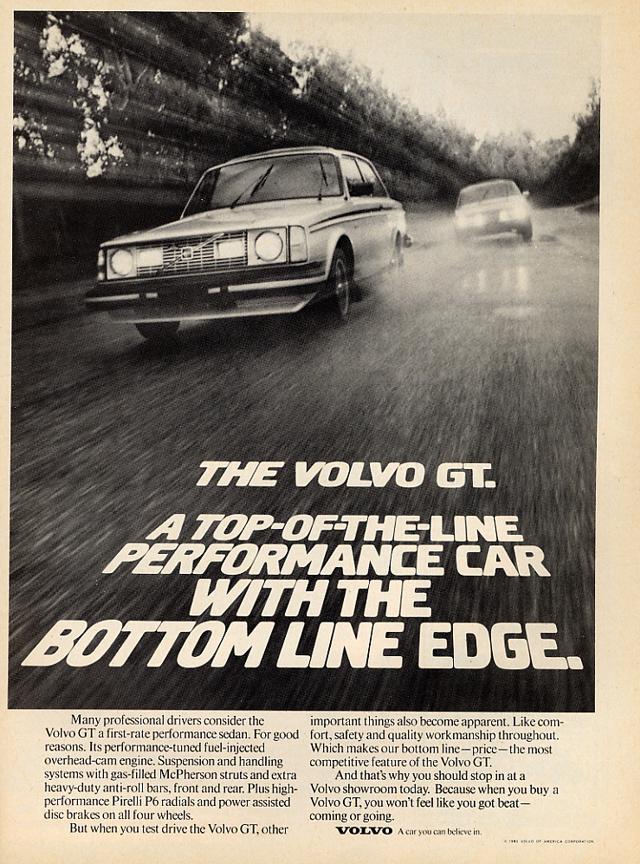 THE VOLVO GT.
A TOP-OF-THE-LINE
PERFORMANCE CAR
WITH THE
BOTTOM LINE EDGE.
Many professional drivers consider the
Volvo GT a first-rate performance sedan. For good
reasons. Its performance-tuned fuel-injected
overhead-cam engine. Suspension and handling
systems with gas-filled McPherson struts and extra
heavy-duty anti-roll bars, front and rear. Plus high-
performance Pirelli P6 radials and power assisted
disc brakes on all four wheels.
But when you test drive the Volvo GT, other
important things also become apparent. Like com-
fort, safety and quality workmanship throughout.
Which makes our bottom line—price—the most
competitive feature of the Volvo GT.
And that's why you should stop in at a
Volvo showroom today. Because when you buy a
Volvo GT, you won't feel like you got beat—
coming or going.
VOLVO A car you can believe in.
VOLVO OF AMERICA CORPORATION.